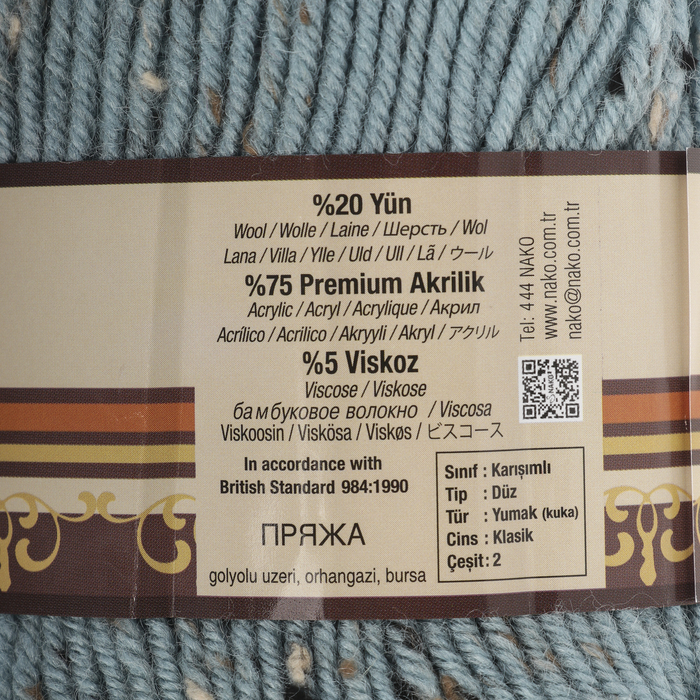 %20 Yün
Wool / Wolle / Laine / Шерсть / Wol
Lana / Villa / Ylle / Uld / Ull / Lã / ウール
%75 Premium Akrilik
Acrylic / Acryl / Acrylique / Акрил
Acrílico / Acrilico / Akryyli / Akryl / アクリル
%5 Viskoz
Viscose / Viskose
бамбуковое волокно / Viscosa
Viskoosin / Viskösa / Viskøs / ビスコース
In accordance with
British Standard 984:1990
ПРЯЖА
golyolu uzeri, orhangazi, bursa
Tel: 4 44 NAKO
www.nako.com.tr
nako@nako.com.tr
NAKO
Sınıf : Karışımlı
Tip : Düz
Tür : Yumak (kuka)
Cins : Klasik
Çeşit : 2